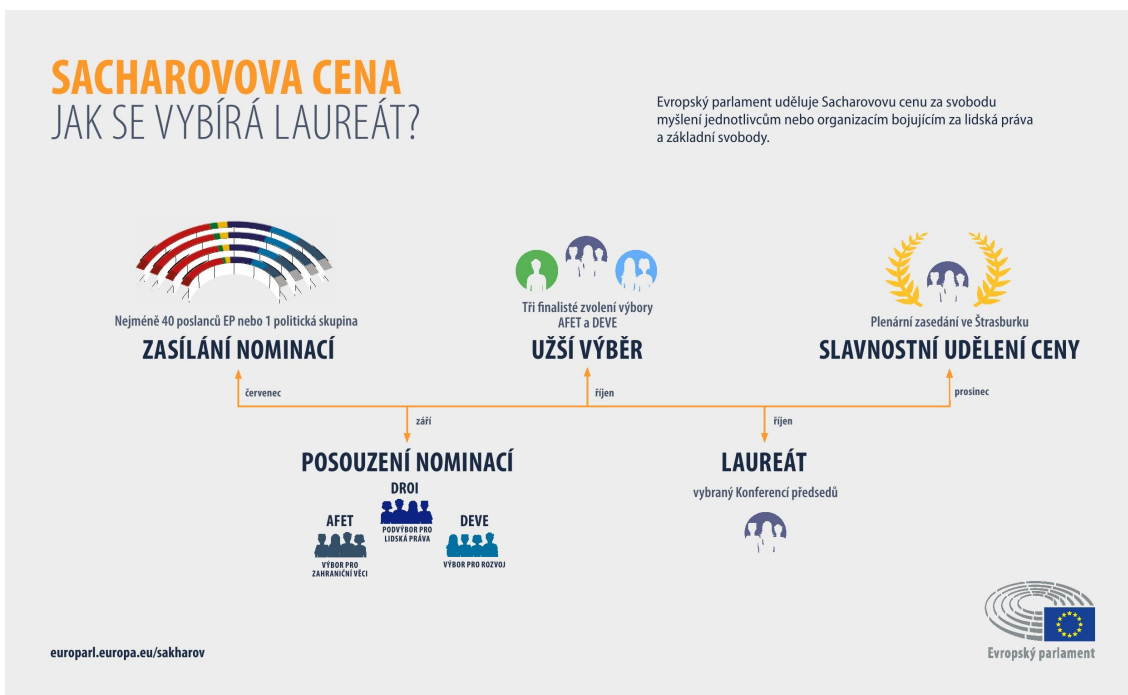 SACHAROVOVA CENA
JAK SE VYBÍRÁ LAUREÁT?
Evropský parlament uděluje Sacharovovu cenu za svobodu
myšlení jednotlivcům nebo organizacím bojujícím za lidská práva
a základní svobody.
Nejméně 40 poslanců EP nebo 1 politická skupina
ZASÍLÁNÍ NOMINACÍ
červenec
Tři finalisté zvolení výbory
AFET a DEVE
UŽŠÍ VÝBĚR
říjen
Plenární zasedání ve Štrasburku
SLAVNOSTNÍ UDĚLENÍ CENY
prosinec
září
POSOUZENÍ NOMINACÍ
DROI
PODVÝBOR PRO
LIDSKÁ PRÁVA
AFET
VÝBOR PRO
ZAHRANIČNÍ VĚCI
DEVE
VÝBOR PRO ROZVOJ
říjen
LAUREÁT
vybraný Konferencí předsedů
europarl.europa.eu/sakharov
Evropský parlament